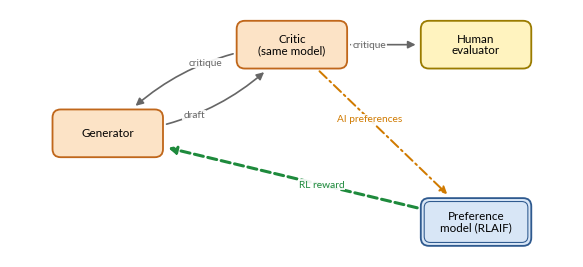 Critic
(same model)
Human
evaluator
critique
critique
draft
Generator
AI preferences
RL reward
Preference
model (RLAIF)